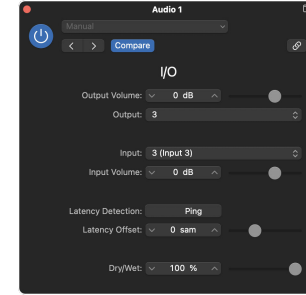 Audio 1
Manual
Compare
I/O
Output Volume: 0 dB
Output: 3
Input: 3 (Input 3)
Input Volume: 0 dB
Latency Detection: Ping
Latency Offset: 0 sam
Dry/Wet: 100 %